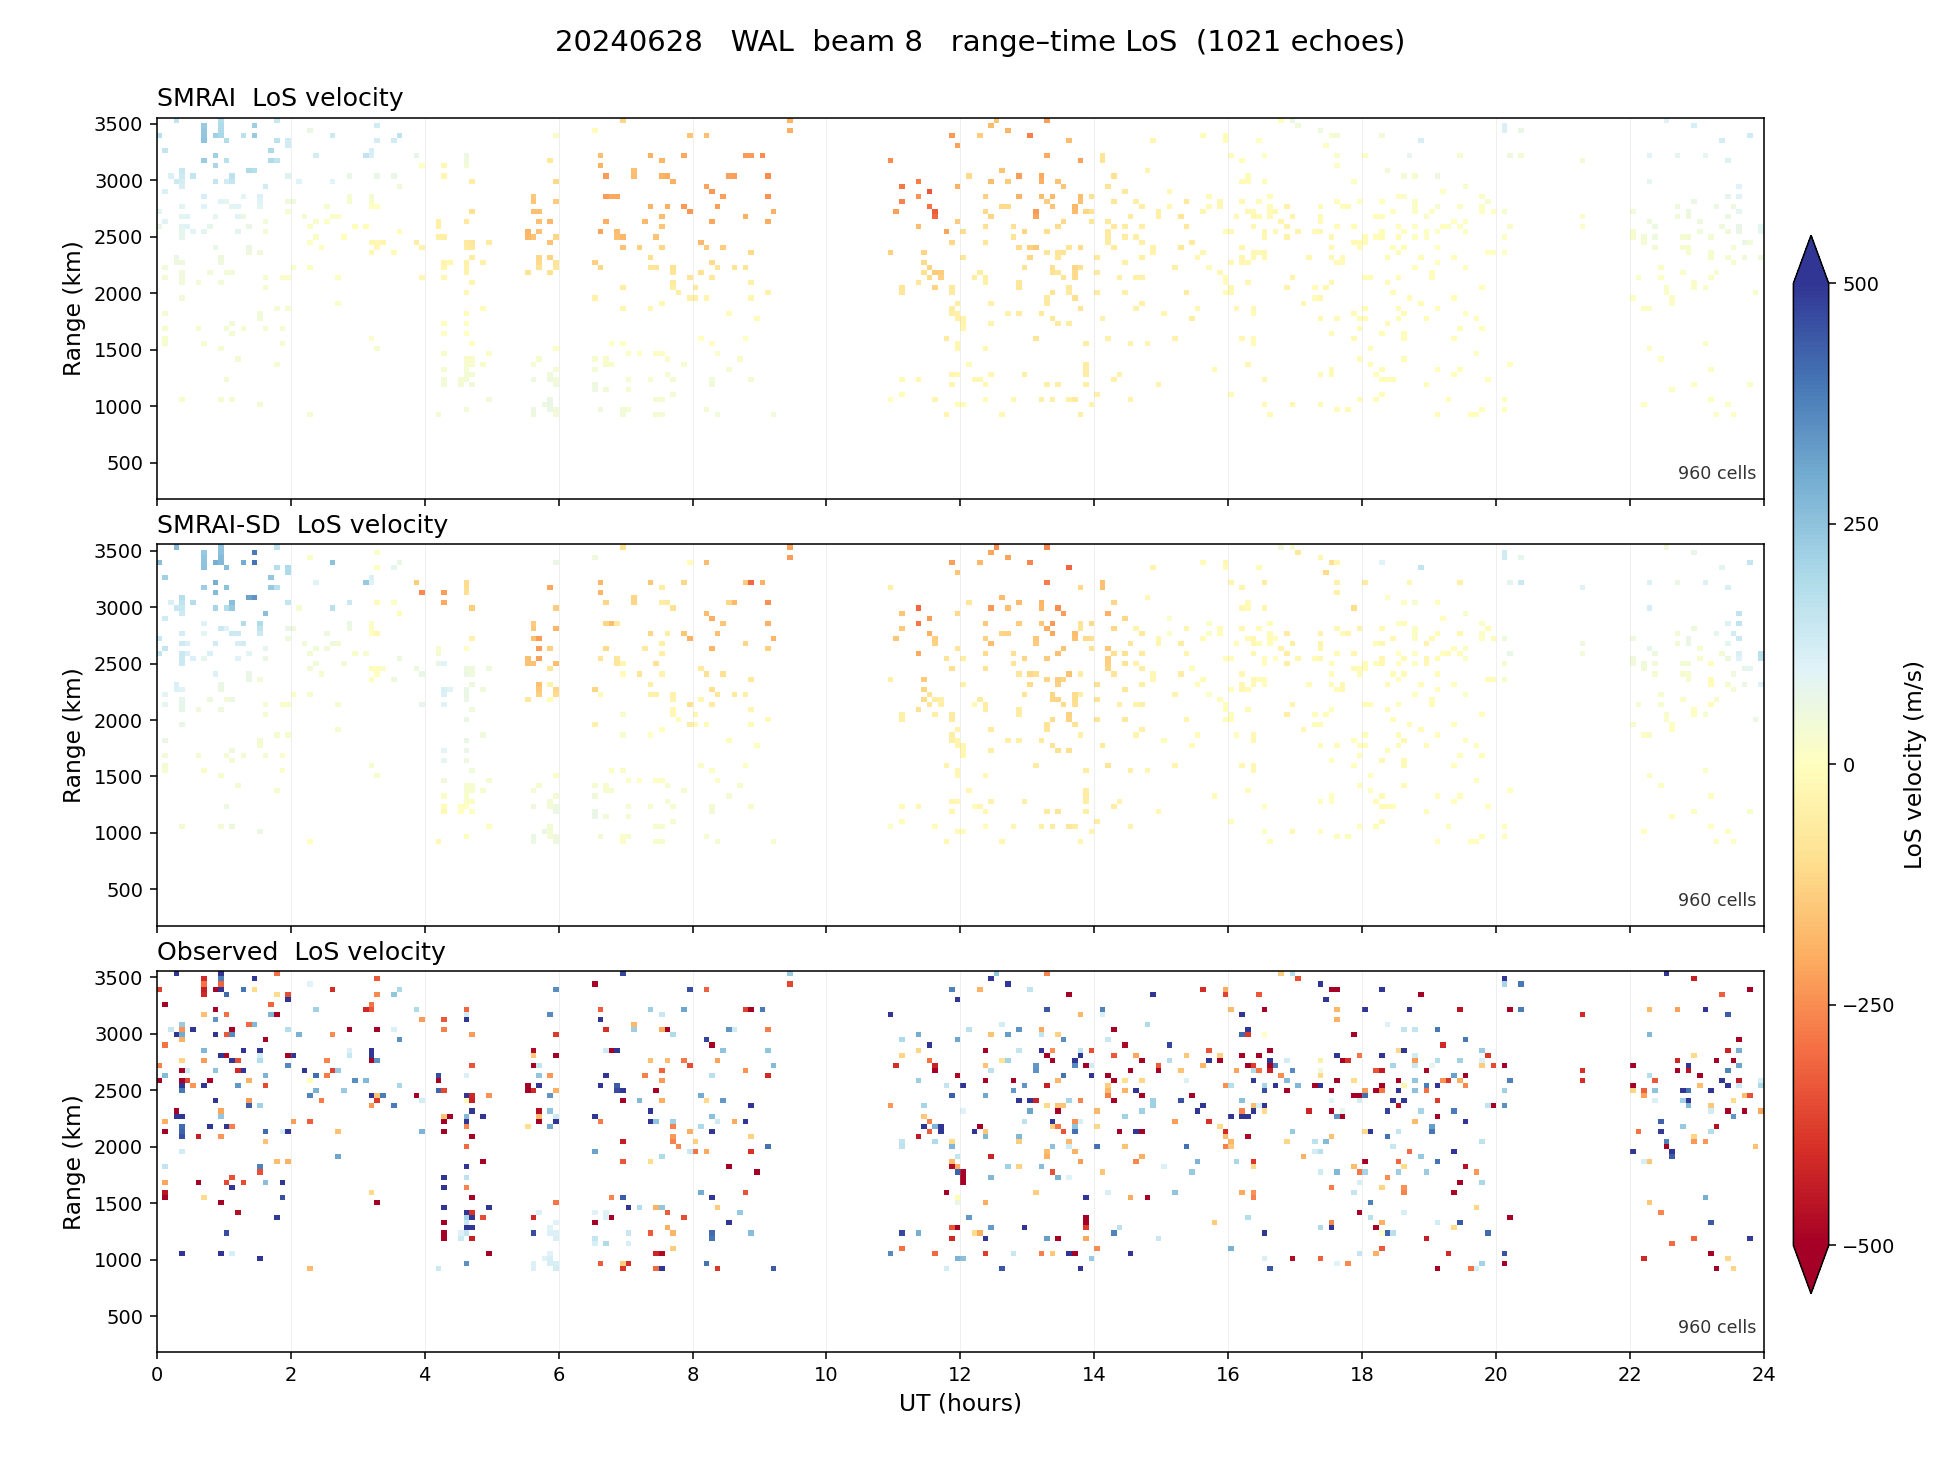 20240628   WAL  beam 8   range–time LoS  (1021 echoes)
SMRAI  LoS velocity
3500
3000
2500
2000
1500
1000
500
Range (km)
960 cells
SMRAI-SD  LoS velocity
3500
3000
2500
2000
1500
1000
500
Range (km)
960 cells
Observed  LoS velocity
3500
3000
2500
2000
1500
1000
500
Range (km)
960 cells
0 2 4 6 8 10 12 14 16 18 20 22 24
UT (hours)
500
250
0
−250
−500
LoS velocity (m/s)